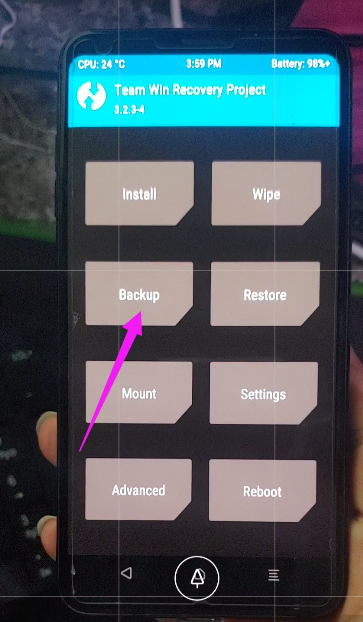 CPU: 24 °C 3:59 PM Battery: 98%+
Team Win Recovery Project
3.2.3-4
Install Wipe
Backup Restore
Mount Settings
Advanced Reboot